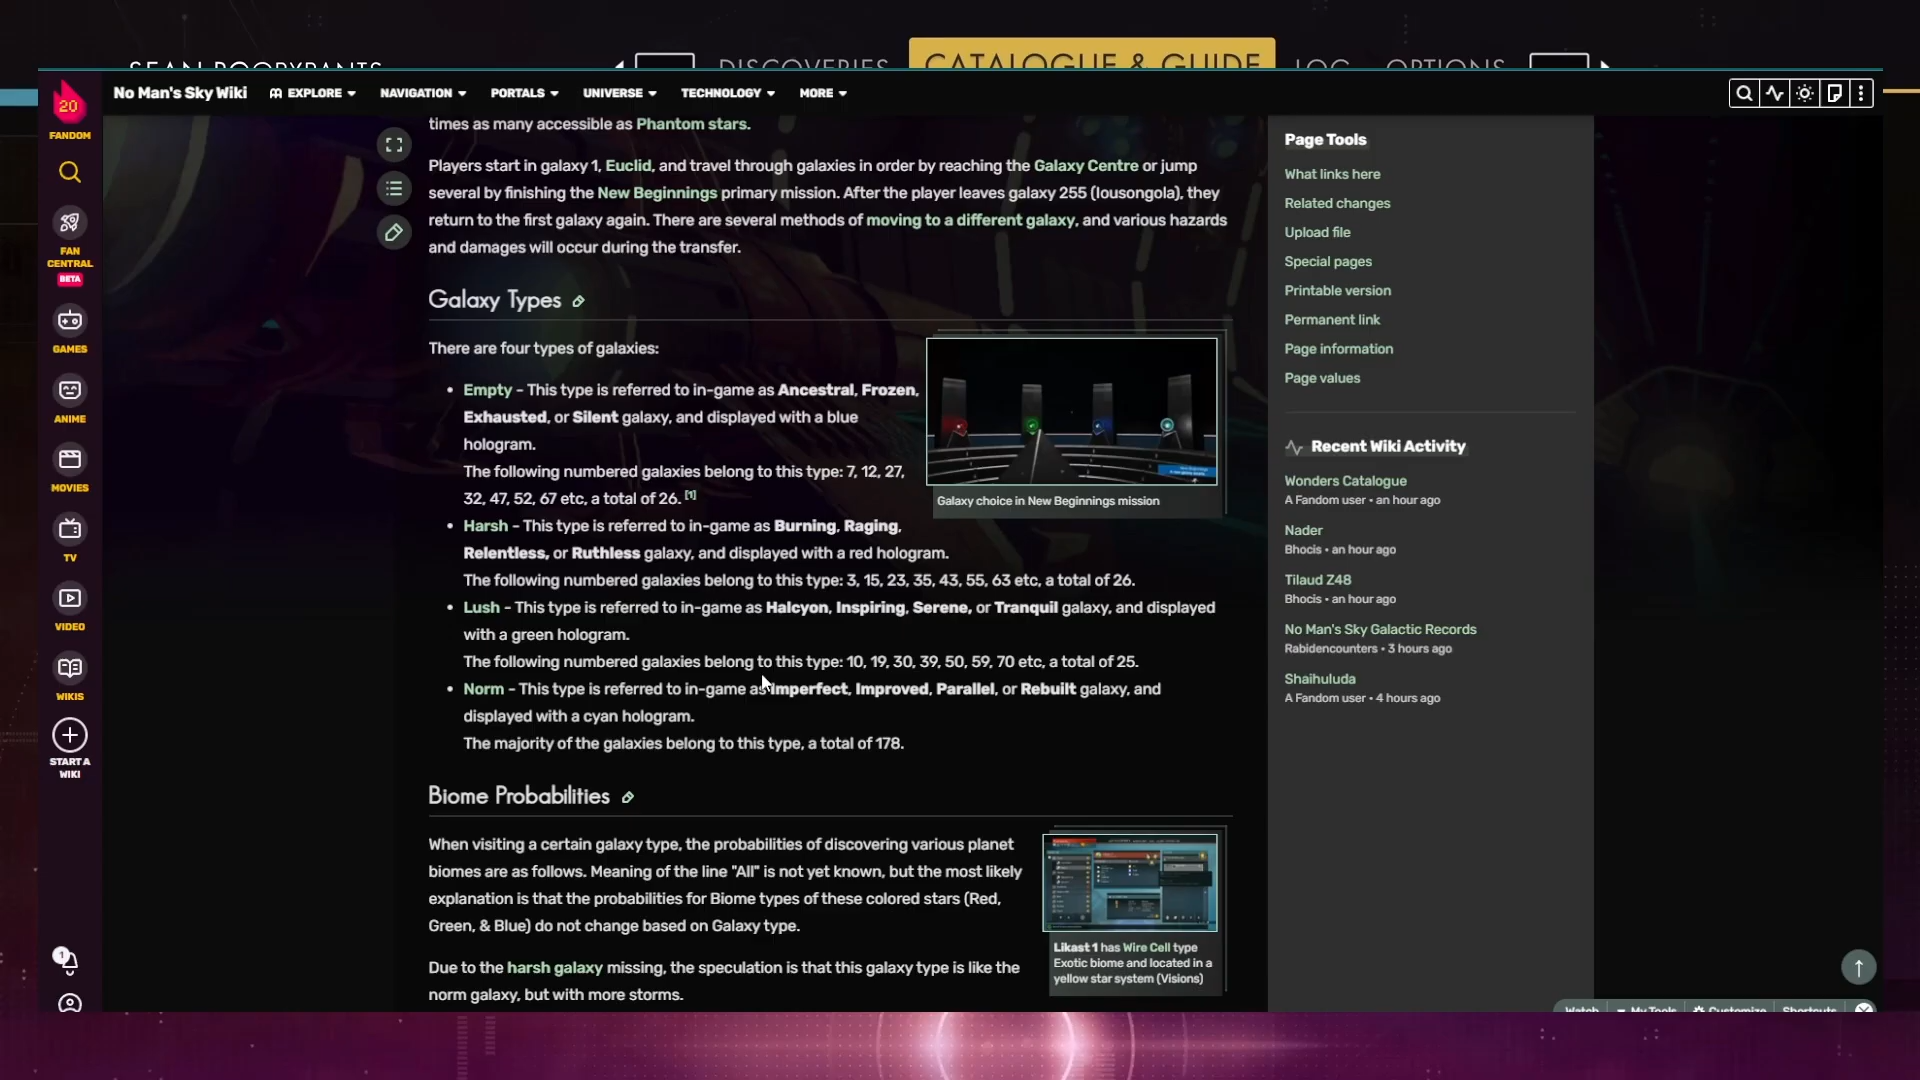 SEAN POOPYPANTS
DISCOVERIES
CATALOGUE & GUIDE
LOG
OPTIONS
20
FANDOM
FAN
CENTRAL
BETA
GAMES
ANIME
MOVIES
TV
VIDEO
WIKIS
START A
WIKI
1
No Man's Sky Wiki
EXPLORE
NAVIGATION
PORTALS
UNIVERSE
TECHNOLOGY
MORE
times as many accessible as Phantom stars.
Players start in galaxy 1, Euclid, and travel through galaxies in order by reaching the Galaxy Centre or jump
several by finishing the New Beginnings primary mission. After the player leaves galaxy 255 (Iousongola), they
return to the first galaxy again. There are several methods of moving to a different galaxy, and various hazards
and damages will occur during the transfer.
Galaxy Types
There are four types of galaxies:
• Empty - This type is referred to in-game as Ancestral, Frozen,
Exhausted, or Silent galaxy, and displayed with a blue
hologram.
The following numbered galaxies belong to this type: 7, 12, 27,
32, 47, 52, 67 etc, a total of 26. [1]
• Harsh - This type is referred to in-game as Burning, Raging,
Relentless, or Ruthless galaxy, and displayed with a red hologram.
The following numbered galaxies belong to this type: 3, 15, 23, 35, 43, 55, 63 etc, a total of 26.
• Lush - This type is referred to in-game as Halcyon, Inspiring, Serene, or Tranquil galaxy, and displayed
with a green hologram.
The following numbered galaxies belong to this type: 10, 19, 30, 39, 50, 59, 70 etc, a total of 25.
• Norm - This type is referred to in-game as Imperfect, Improved, Parallel, or Rebuilt galaxy, and
displayed with a cyan hologram.
The majority of the galaxies belong to this type, a total of 178.
Galaxy choice in New Beginnings mission
Biome Probabilities
When visiting a certain galaxy type, the probabilities of discovering various planet
biomes are as follows. Meaning of the line "All" is not yet known, but the most likely
explanation is that the probabilities for Biome types of these colored stars (Red,
Green, & Blue) do not change based on Galaxy type.
Due to the harsh galaxy missing, the speculation is that this galaxy type is like the
norm galaxy, but with more storms.
Likast 1 has Wire Cell type
Exotic biome and located in a
yellow star system (Visions)
Page Tools
What links here
Related changes
Upload file
Special pages
Printable version
Permanent link
Page information
Page values
Recent Wiki Activity
Wonders Catalogue
A Fandom user • an hour ago
Nader
Bhocis • an hour ago
Tilaud Z48
Bhocis • an hour ago
No Man's Sky Galactic Records
Rabidencounters • 3 hours ago
Shaihuluda
A Fandom user • 4 hours ago
Watch
My Tools
Customize
Shortcuts